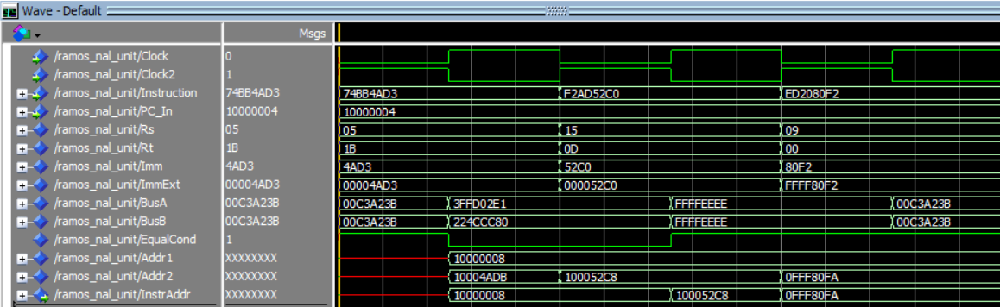 Wave - Default
Msgs
/ramos_nal_unit/Clock 0
/ramos_nal_unit/Clock2 1
/ramos_nal_unit/Instruction 74BB4AD3 74BB4AD3 F2AD52C0 ED2080F2
/ramos_nal_unit/PC_In 10000004 10000004
/ramos_nal_unit/Rs 05 05 15 09
/ramos_nal_unit/Rt 1B 1B 0D 00
/ramos_nal_unit/Imm 4AD3 4AD3 52C0 80F2
/ramos_nal_unit/ImmExt 00004AD3 00004AD3 000052C0 FFFF80F2
/ramos_nal_unit/BusA 00C3A23B 00C3A23B 3FFD02E1 FFFFEEEE 00C3A23B
/ramos_nal_unit/BusB 00C3A23B 00C3A23B 224CCC80 FFFFEEEE 00C3A23B
/ramos_nal_unit/EqualCond 1
/ramos_nal_unit/Addr1 XXXXXXXX 10000008
/ramos_nal_unit/Addr2 XXXXXXXX 10004ADB 100052C8 0FFF80FA
/ramos_nal_unit/InstrAddr XXXXXXXX 10000008 100052C8 0FFF80FA